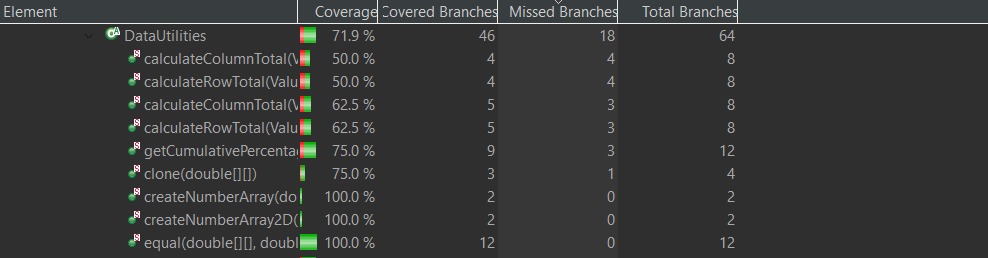 Element Coverage Covered Branches Missed Branches Total Branches
DataUtilities 71.9 % 46 18 64
calculateColumnTotal(V 50.0 % 4 4 8
calculateRowTotal(Valu 50.0 % 4 4 8
calculateColumnTotal(V 62.5 % 5 3 8
calculateRowTotal(Valu 62.5 % 5 3 8
getCumulativePercenta 75.0 % 9 3 12
clone(double[][]) 75.0 % 3 1 4
createNumberArray(do 100.0 % 2 0 2
createNumberArray2D( 100.0 % 2 0 2
equal(double[][], doubl 100.0 % 12 0 12